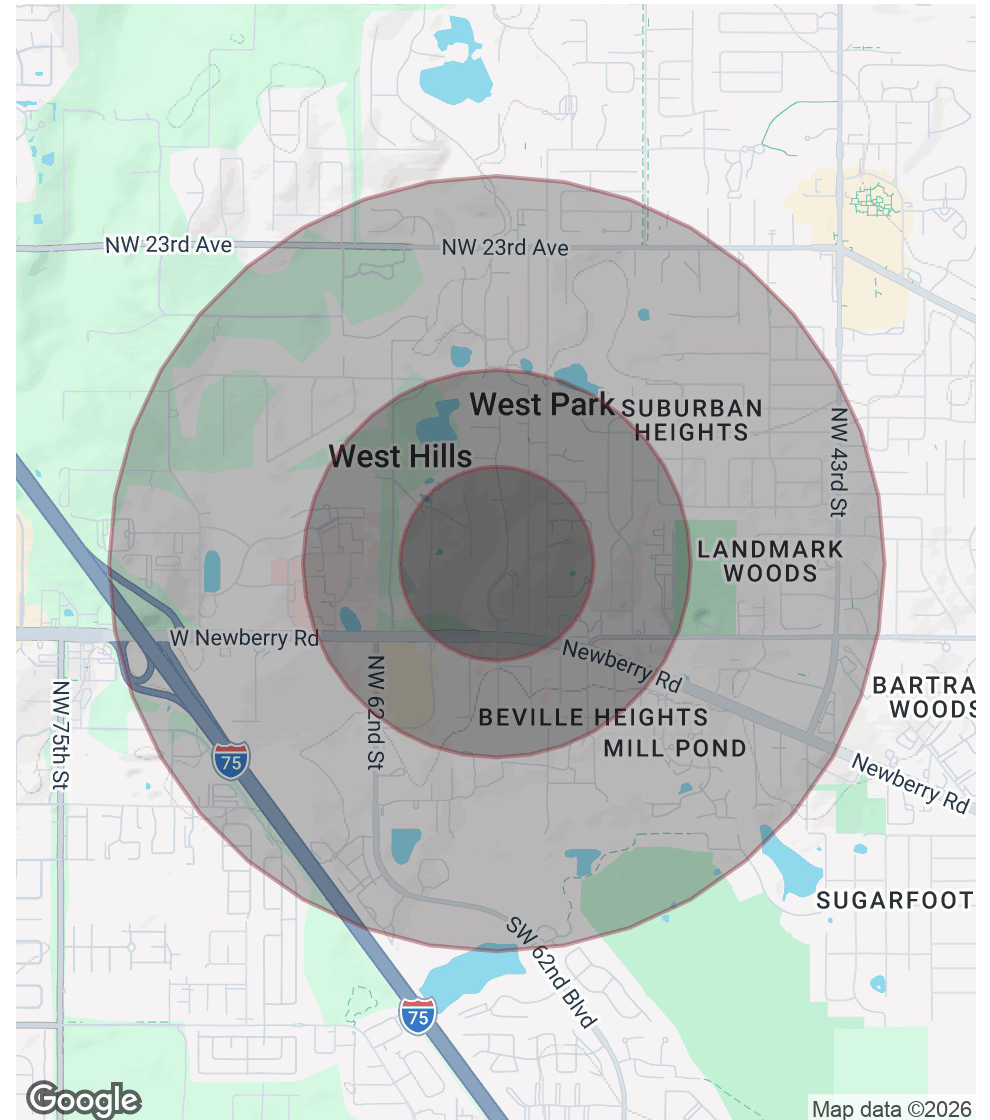 NW 23rd Ave
NW 23rd Ave
West Park
SUBURBAN
HEIGHTS
West Hills
NW 43rd St
LANDMARK
WOODS
W Newberry Rd
Newberry Rd
NW 62nd St
NW 75th St
BARTRA
WOODS
BEVILLE HEIGHTS
MILL POND
75
Newberry Rd
SUGARFOOT
SW 62nd Blvd
75
Google
Map data ©2026